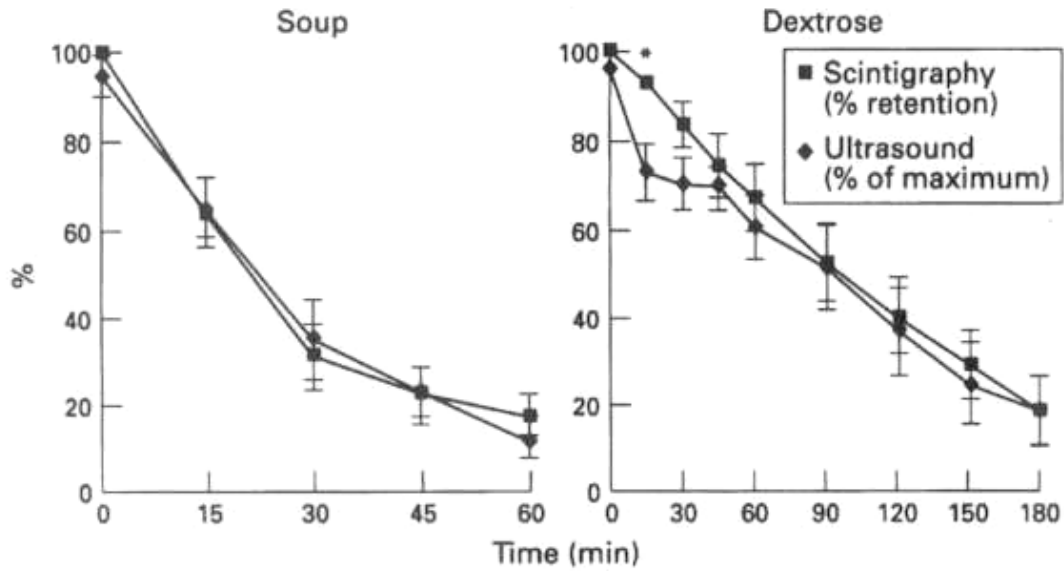 Soup
Dextrose
100
80
60
40
20
0
%
0 15 30 45 60
100
80
60
40
20
0
*
Scintigraphy
(% retention)
Ultrasound
(% of maximum)
0 30 60 90 120 150 180
Time (min)